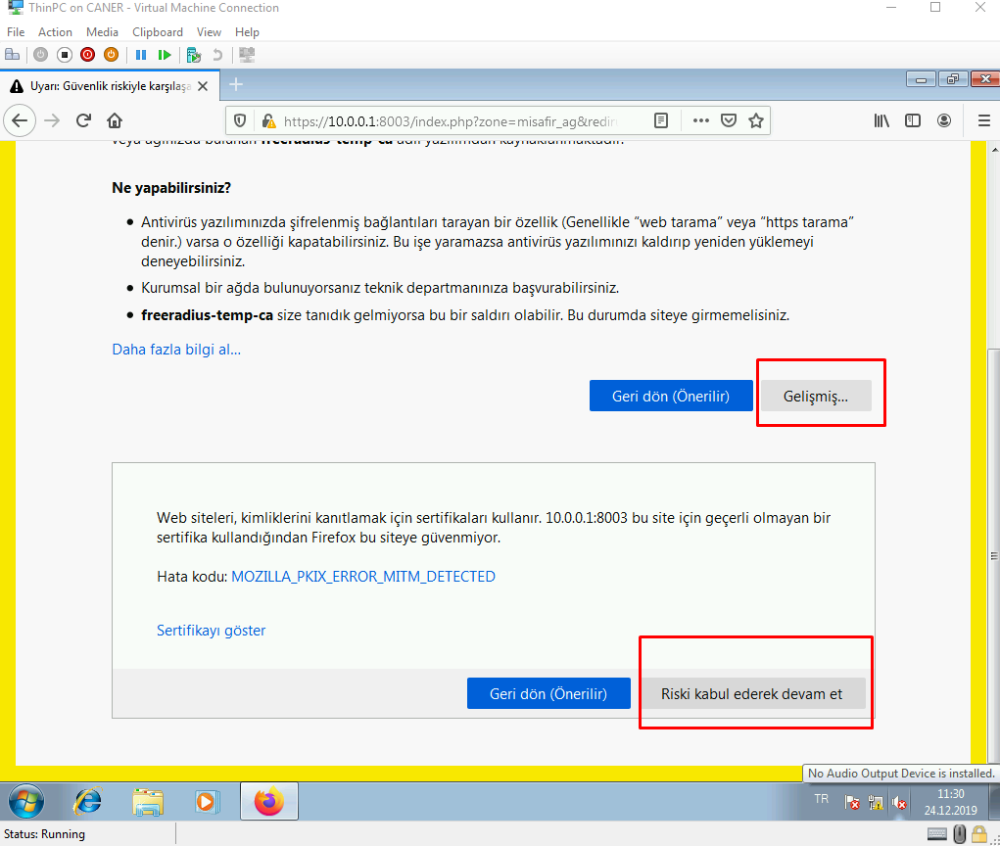 ThinPC on CANER - Virtual Machine Connection
File Action Media Clipboard View Help
Uyarı: Güvenlik riskiyle karşılaşa
https://10.0.0.1:8003/index.php?zone=misafir_ag&redir
veya ağınızda bulunan freeradius-temp-ca adlı yazılımdan kaynaklanmaktadır.
Ne yapabilirsiniz?
Antivirüs yazılımınızda şifrelenmiş bağlantıları tarayan bir özellik (Genellikle “web tarama” veya “https tarama”
denir.) varsa o özelliği kapatabilirsiniz. Bu işe yaramazsa antivirüs yazılımınızı kaldırıp yeniden yüklemeyi
deneyebilirsiniz.
Kurumsal bir ağda bulunuyorsanız teknik departmanınıza başvurabilirsiniz.
freeradius-temp-ca size tanıdık gelmiyorsa bu bir saldırı olabilir. Bu durumda siteye girmemelisiniz.
Daha fazla bilgi al...
Geri dön (Önerilir) Gelişmiş...
Web siteleri, kimliklerini kanıtlamak için sertifikaları kullanır. 10.0.0.1:8003 bu site için geçerli olmayan bir
sertifika kullandığından Firefox bu siteye güvenmiyor.
Hata kodu: MOZILLA_PKIX_ERROR_MITM_DETECTED
Sertifikayı göster
Geri dön (Önerilir) Riski kabul ederek devam et
No Audio Output Device is installed.
TR
11:30
24.12.2019
Status: Running